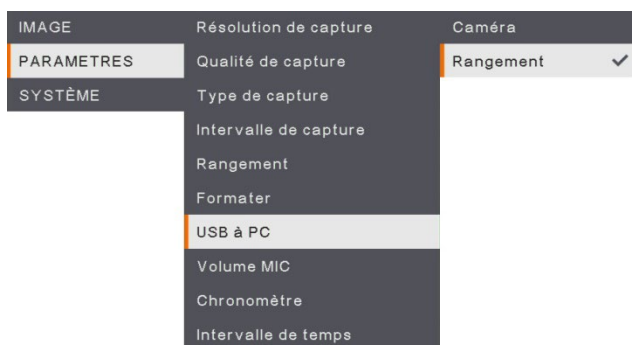 IMAGE
PARAMETRES
SYSTÈME
Résolution de capture
Qualité de capture
Type de capture
Intervalle de capture
Rangement
Formater
USB à PC
Volume MIC
Chronomètre
Intervalle de temps
Caméra
Rangement